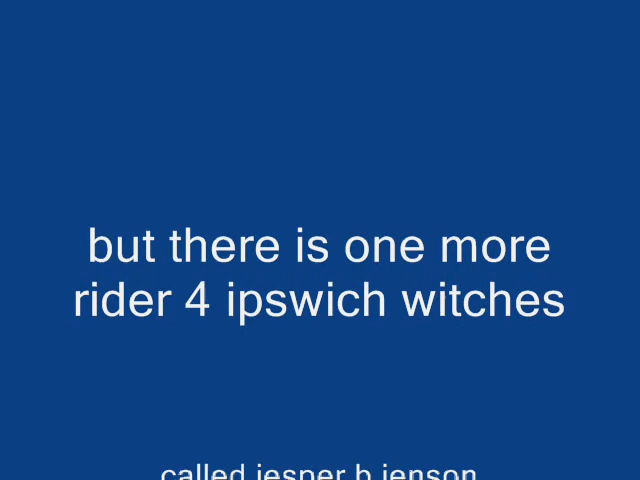 but there is one more
rider 4 ipswich witches
called jesper b jenson